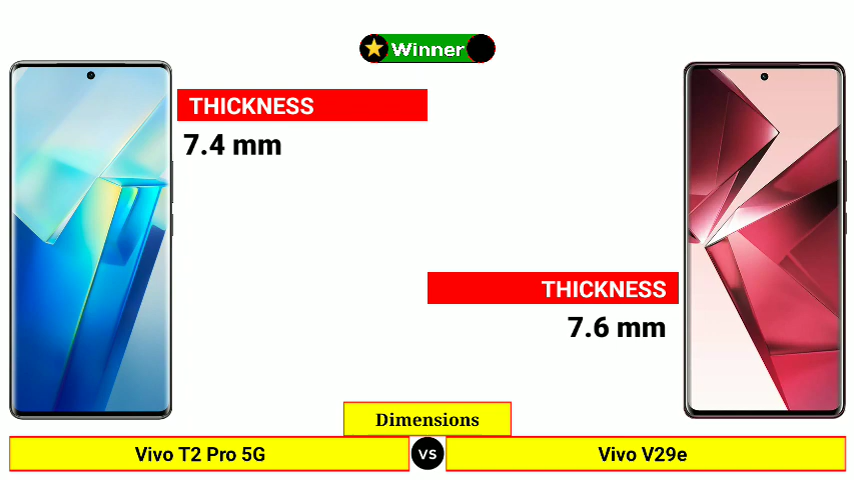 Winner
THICKNESS
7.4 mm
THICKNESS
7.6 mm
Dimensions
Vivo T2 Pro 5G
VS
Vivo V29e